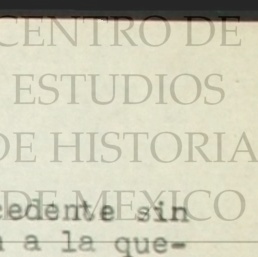 CENTRO DE
ESTUDIOS
DE HISTORIA
DE MEXICO
cedente sin
a la que-